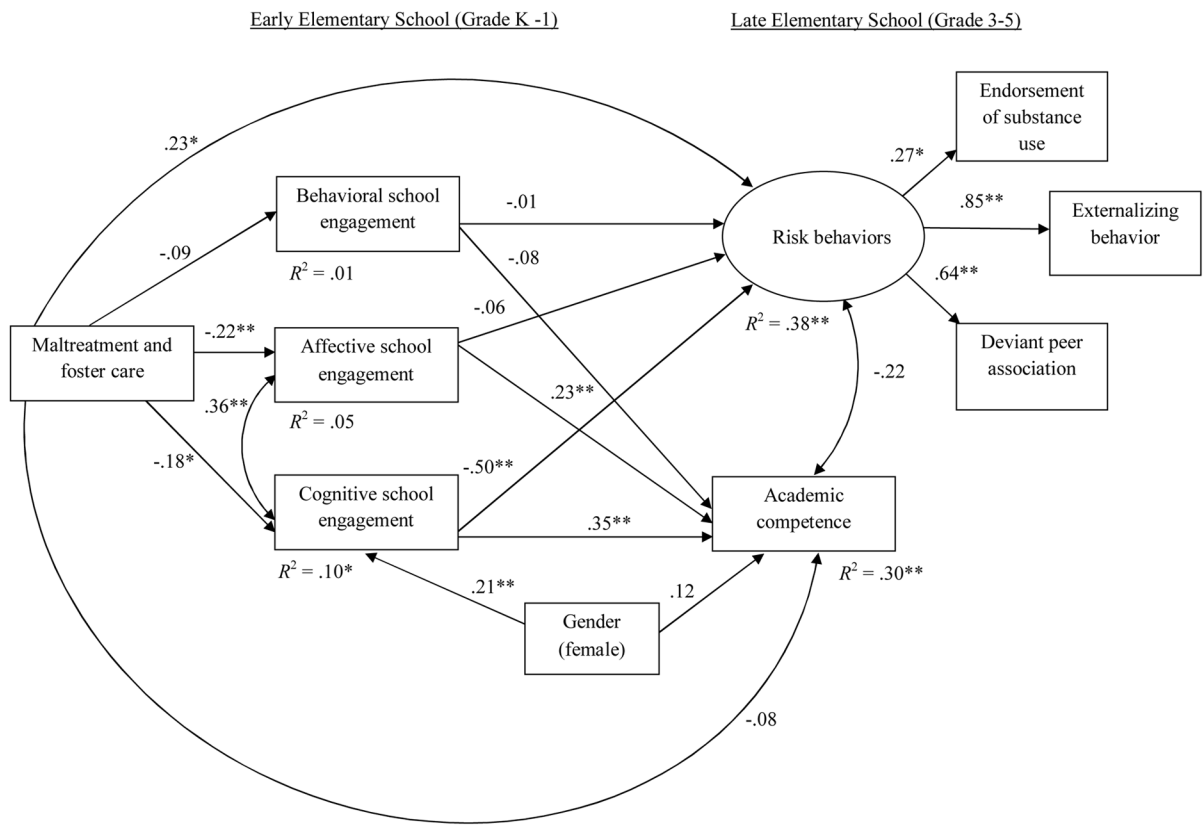 Early Elementary School (Grade K -1)
Late Elementary School (Grade 3-5)
Endorsement
of substance
use
.23*
.27*
Behavioral school
engagement
-.01
.85**
Externalizing
behavior
Risk behaviors
-.09
-.08
R² = .01
.64**
-.06
R² = .38**
Maltreatment and
foster care
-.22**
Affective school
engagement
Deviant peer
association
-.22
.36**
.23**
R² = .05
-.18*
-.50**
Cognitive school
engagement
Academic
competence
.35**
R² = .10*
R² = .30**
.21**
.12
Gender
(female)
-.08